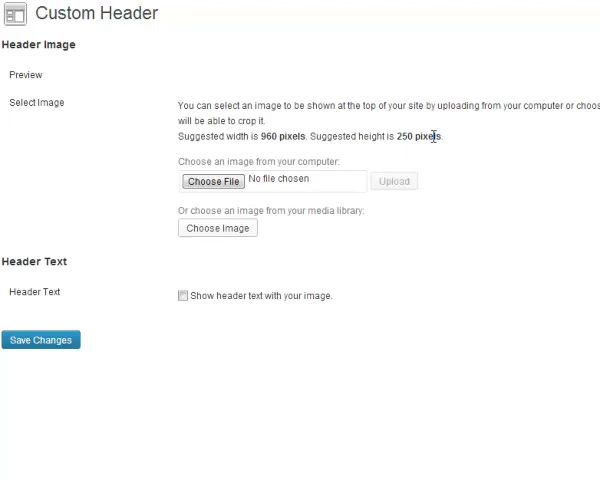 Custom Header
Header Image
Preview
Select Image
You can select an image to be shown at the top of your site by uploading from your computer or choos
will be able to crop it.
Suggested width is 960 pixels. Suggested height is 250 pixels.
Choose an image from your computer:
Choose File No file chosen Upload
Or choose an image from your media library:
Choose Image
Header Text
Header Text
Show header text with your image.
Save Changes